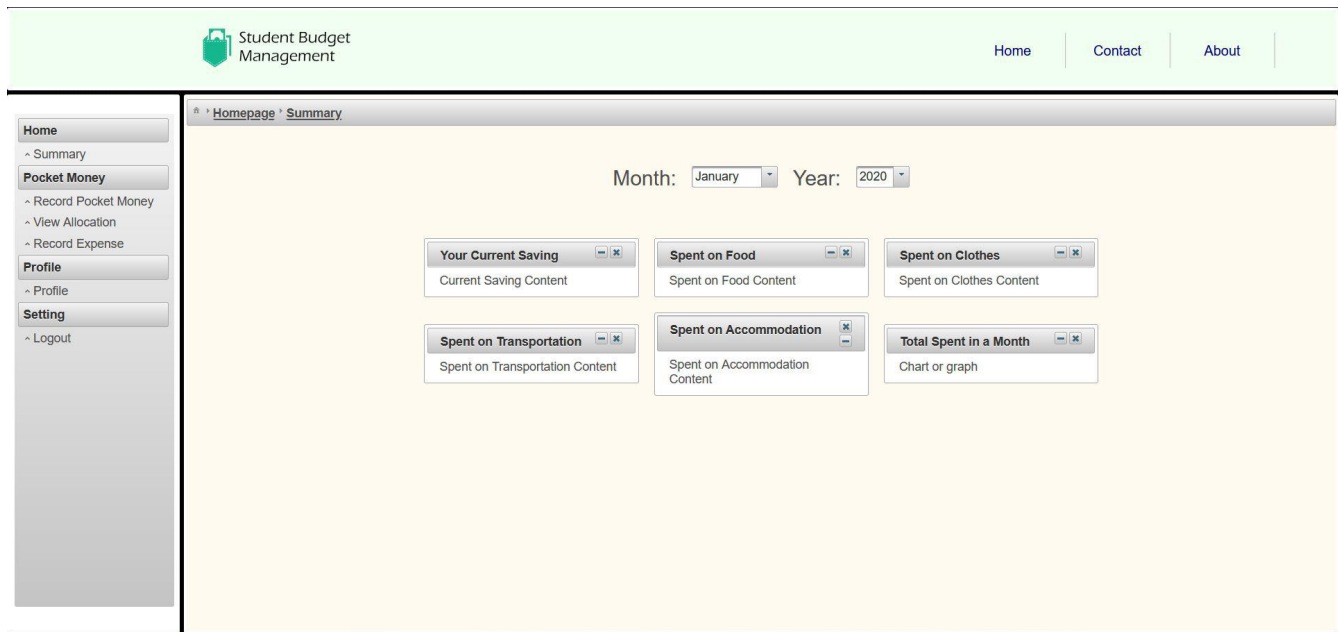 Student Budget
Management
Home Contact About
Homepage Summary
Home
Summary
Pocket Money
Record Pocket Money
View Allocation
Record Expense
Profile
Profile
Setting
Logout
Month: January Year: 2020
Your Current Saving
Current Saving Content
Spent on Food
Spent on Food Content
Spent on Clothes
Spent on Clothes Content
Spent on Transportation
Spent on Transportation Content
Spent on Accommodation
Spent on Accommodation
Content
Total Spent in a Month
Chart or graph